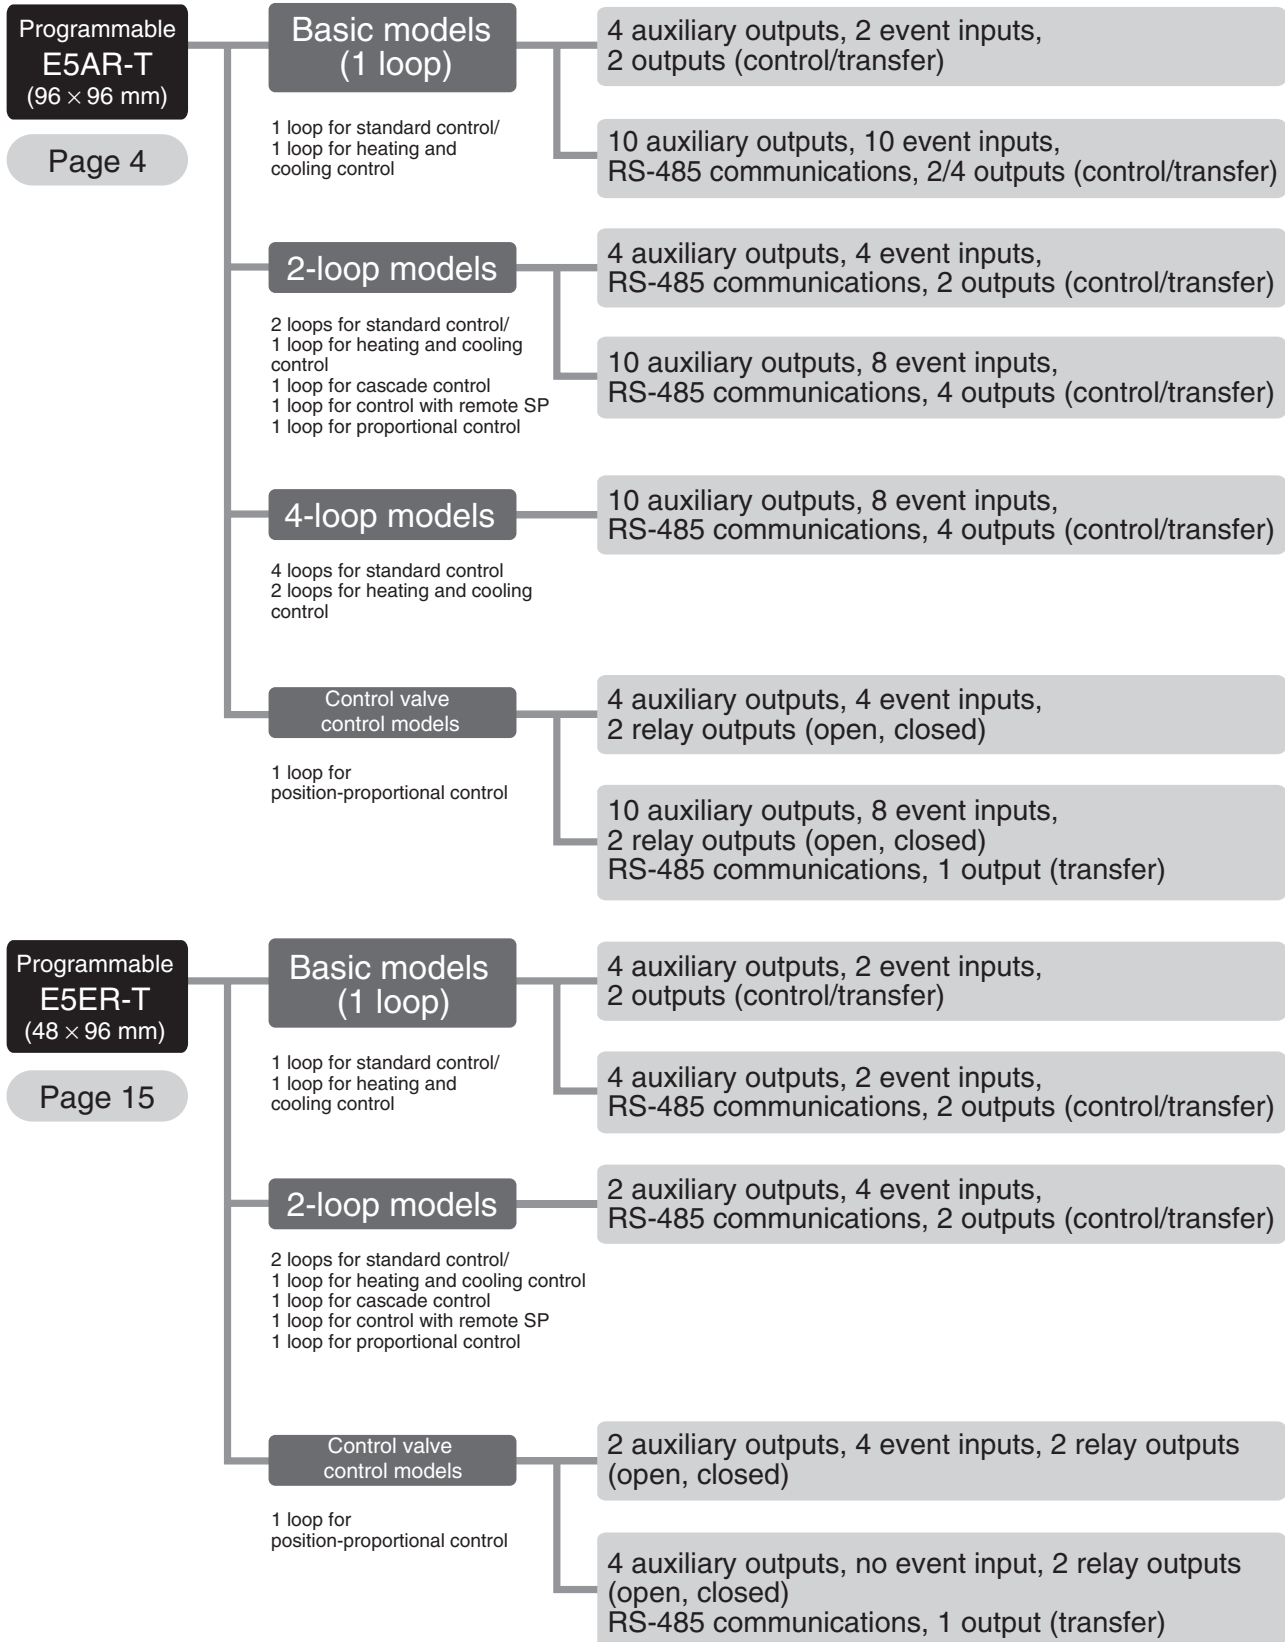 Programmable
E5AR-T
(96 × 96 mm)
Page 4
Basic models
(1 loop)
1 loop for standard control/
1 loop for heating and
cooling control
4 auxiliary outputs, 2 event inputs,
2 outputs (control/transfer)
10 auxiliary outputs, 10 event inputs,
RS-485 communications, 2/4 outputs (control/transfer)
2-loop models
2 loops for standard control/
1 loop for heating and cooling
control
1 loop for cascade control
1 loop for control with remote SP
1 loop for proportional control
4 auxiliary outputs, 4 event inputs,
RS-485 communications, 2 outputs (control/transfer)
10 auxiliary outputs, 8 event inputs,
RS-485 communications, 4 outputs (control/transfer)
4-loop models
4 loops for standard control
2 loops for heating and cooling
control
10 auxiliary outputs, 8 event inputs,
RS-485 communications, 4 outputs (control/transfer)
Control valve
control models
1 loop for
position-proportional control
4 auxiliary outputs, 4 event inputs,
2 relay outputs (open, closed)
10 auxiliary outputs, 8 event inputs,
2 relay outputs (open, closed)
RS-485 communications, 1 output (transfer)
Programmable
E5ER-T
(48 × 96 mm)
Page 15
Basic models
(1 loop)
1 loop for standard control/
1 loop for heating and
cooling control
4 auxiliary outputs, 2 event inputs,
2 outputs (control/transfer)
4 auxiliary outputs, 2 event inputs,
RS-485 communications, 2 outputs (control/transfer)
2-loop models
2 loops for standard control/
1 loop for heating and cooling control
1 loop for cascade control
1 loop for control with remote SP
1 loop for proportional control
2 auxiliary outputs, 4 event inputs,
RS-485 communications, 2 outputs (control/transfer)
Control valve
control models
1 loop for
position-proportional control
2 auxiliary outputs, 4 event inputs, 2 relay outputs
(open, closed)
4 auxiliary outputs, no event input, 2 relay outputs
(open, closed)
RS-485 communications, 1 output (transfer)